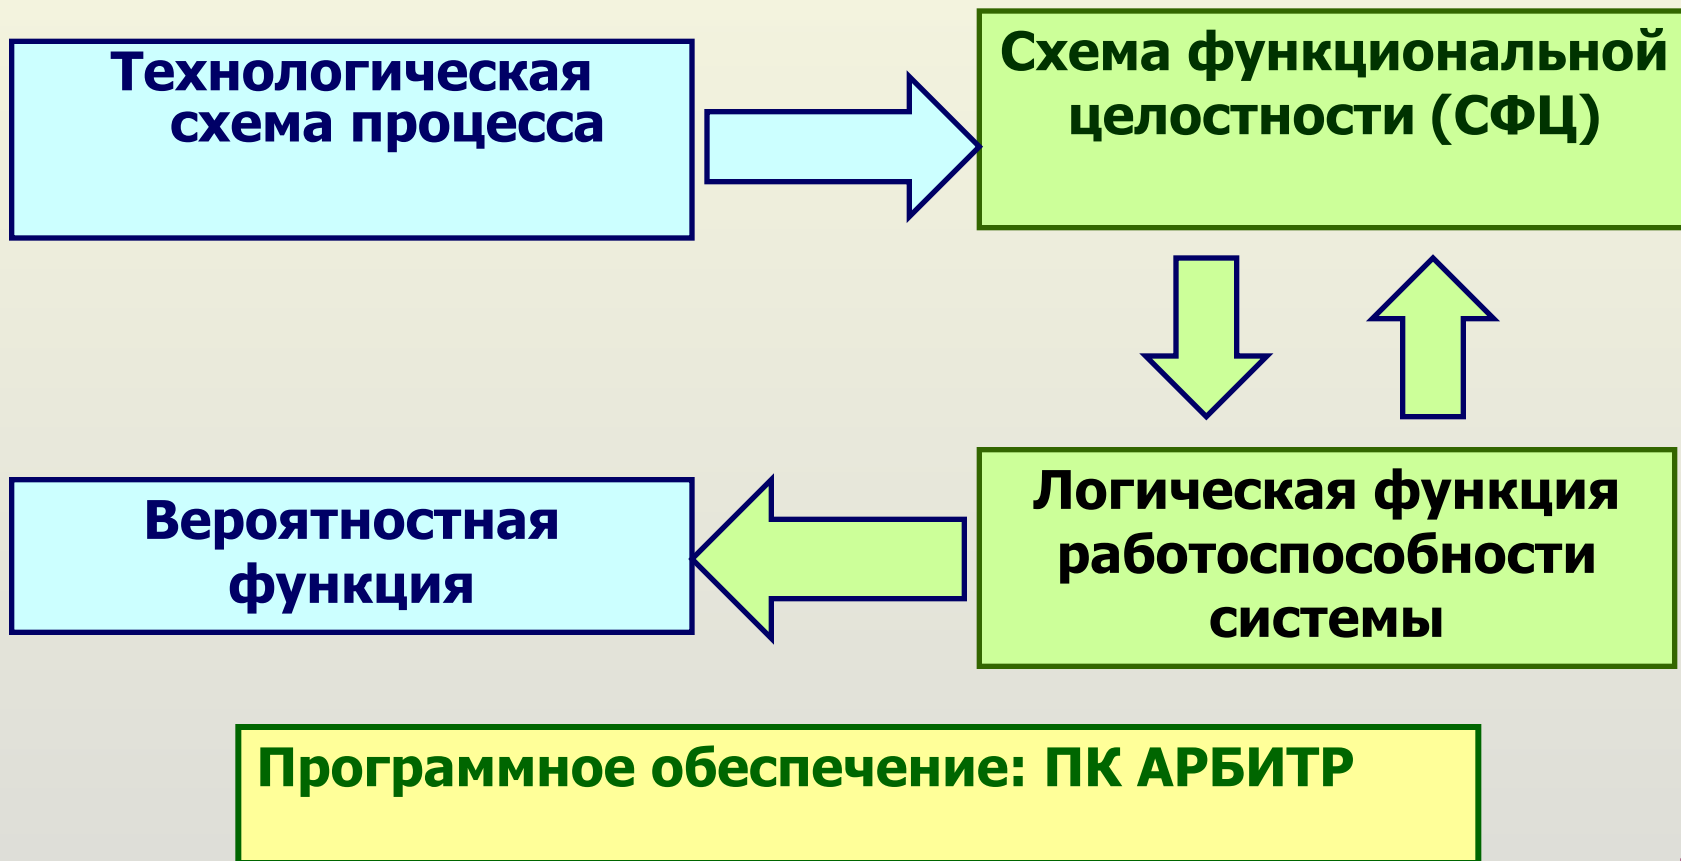 Технологическая
схема процесса
Схема функциональной
целостности (СФЦ)
Вероятностная
функция
Логическая функция
работоспособности
системы
Программное обеспечение: ПК АРБИТР